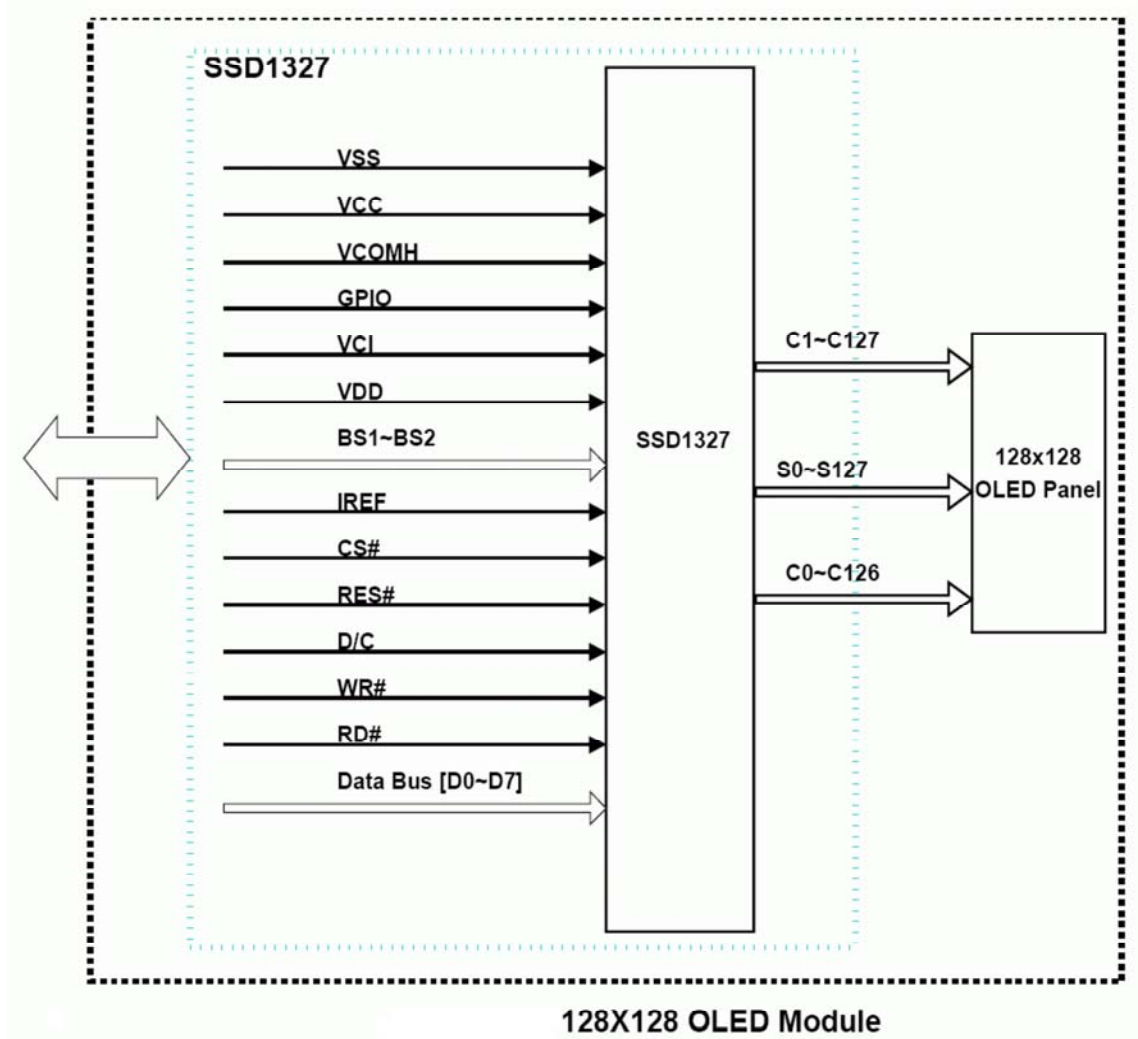 SSD1327
VSS
VCC
VCOMH
GPIO
VCI
VDD
BS1~BS2
IREF
CS#
RES#
D/C
WR#
RD#
Data Bus [D0~D7]
SSD1327
C1~C127
S0~S127
C0~C126
128x128
OLED Panel
128X128 OLED Module